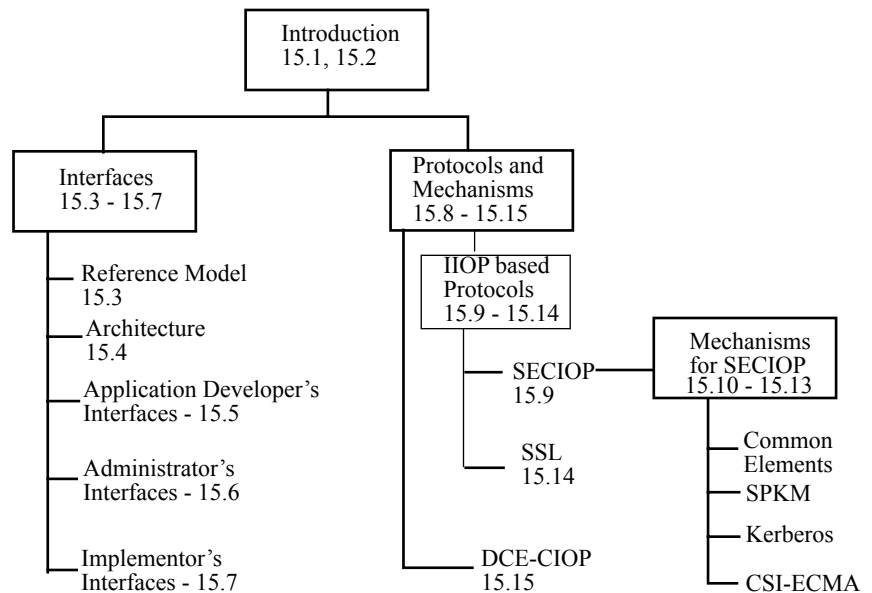 Introduction
15.1, 15.2
Interfaces
15.3 - 15.7
Reference Model
15.3
Architecture
15.4
Application Developer’s
Interfaces - 15.5
Administrator’s
Interfaces - 15.6
Implementor’s
Interfaces - 15.7
Protocols and
Mechanisms
15.8 - 15.15
IIOP based
Protocols
15.9 - 15.14
SECIOP
15.9
SSL
15.14
DCE-CIOP
15.15
Mechanisms
for SECIOP
15.10 - 15.13
Common
Elements
SPKM
Kerberos
CSI-ECMA